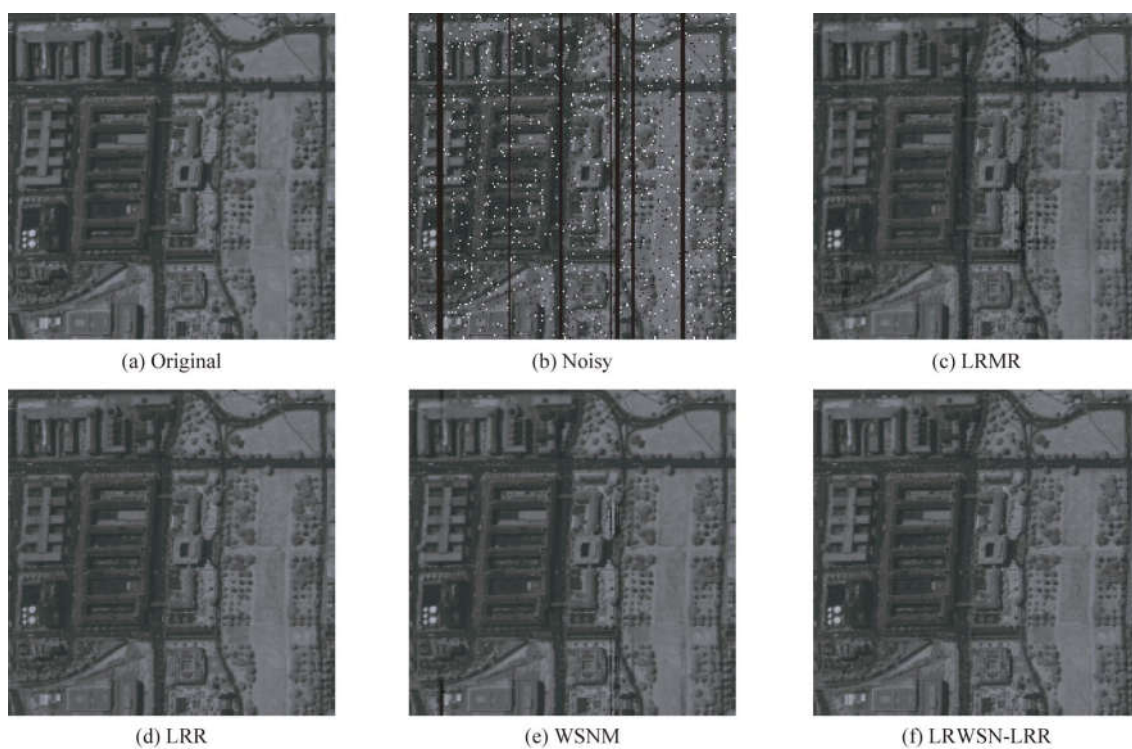 (a) Original
(b) Noisy
(c) LRMR
(d) LRR
(e) WSNM
(f) LRWSN-LRR